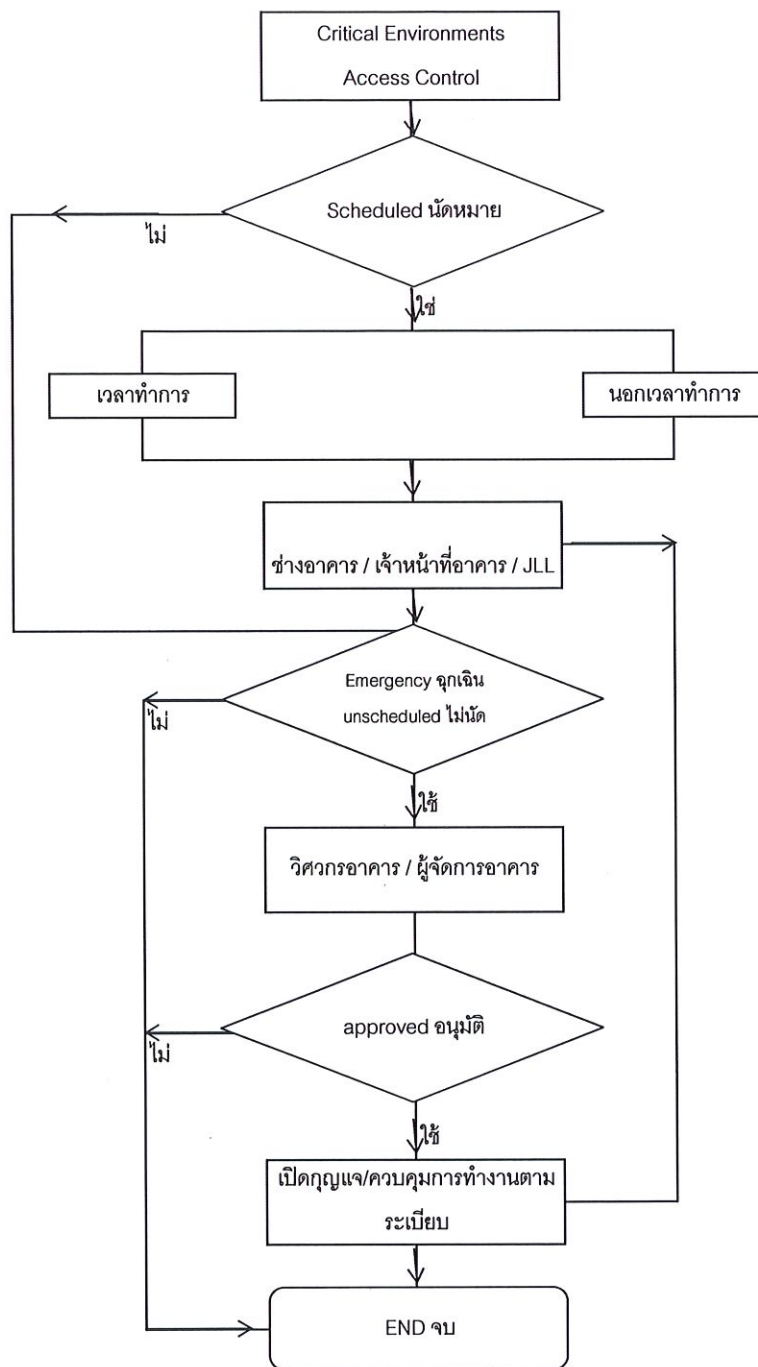 Critical Environments
Access Control
Scheduled นัดหมาย
ไม่
ใช่
เวลาทำการ
นอกเวลาทำการ
ช่างอาคาร / เจ้าหน้าที่อาคาร / JLL
Emergency ฉุกเฉิน
unscheduled ไม่นัด
ไม่
ใช้
วิศวกรอาคาร / ผู้จัดการอาคาร
approved อนุมัติ
ไม่
ใช้
เปิดกุญแจ/ควบคุมการทำงานตาม
ระเบียบ
END จบ